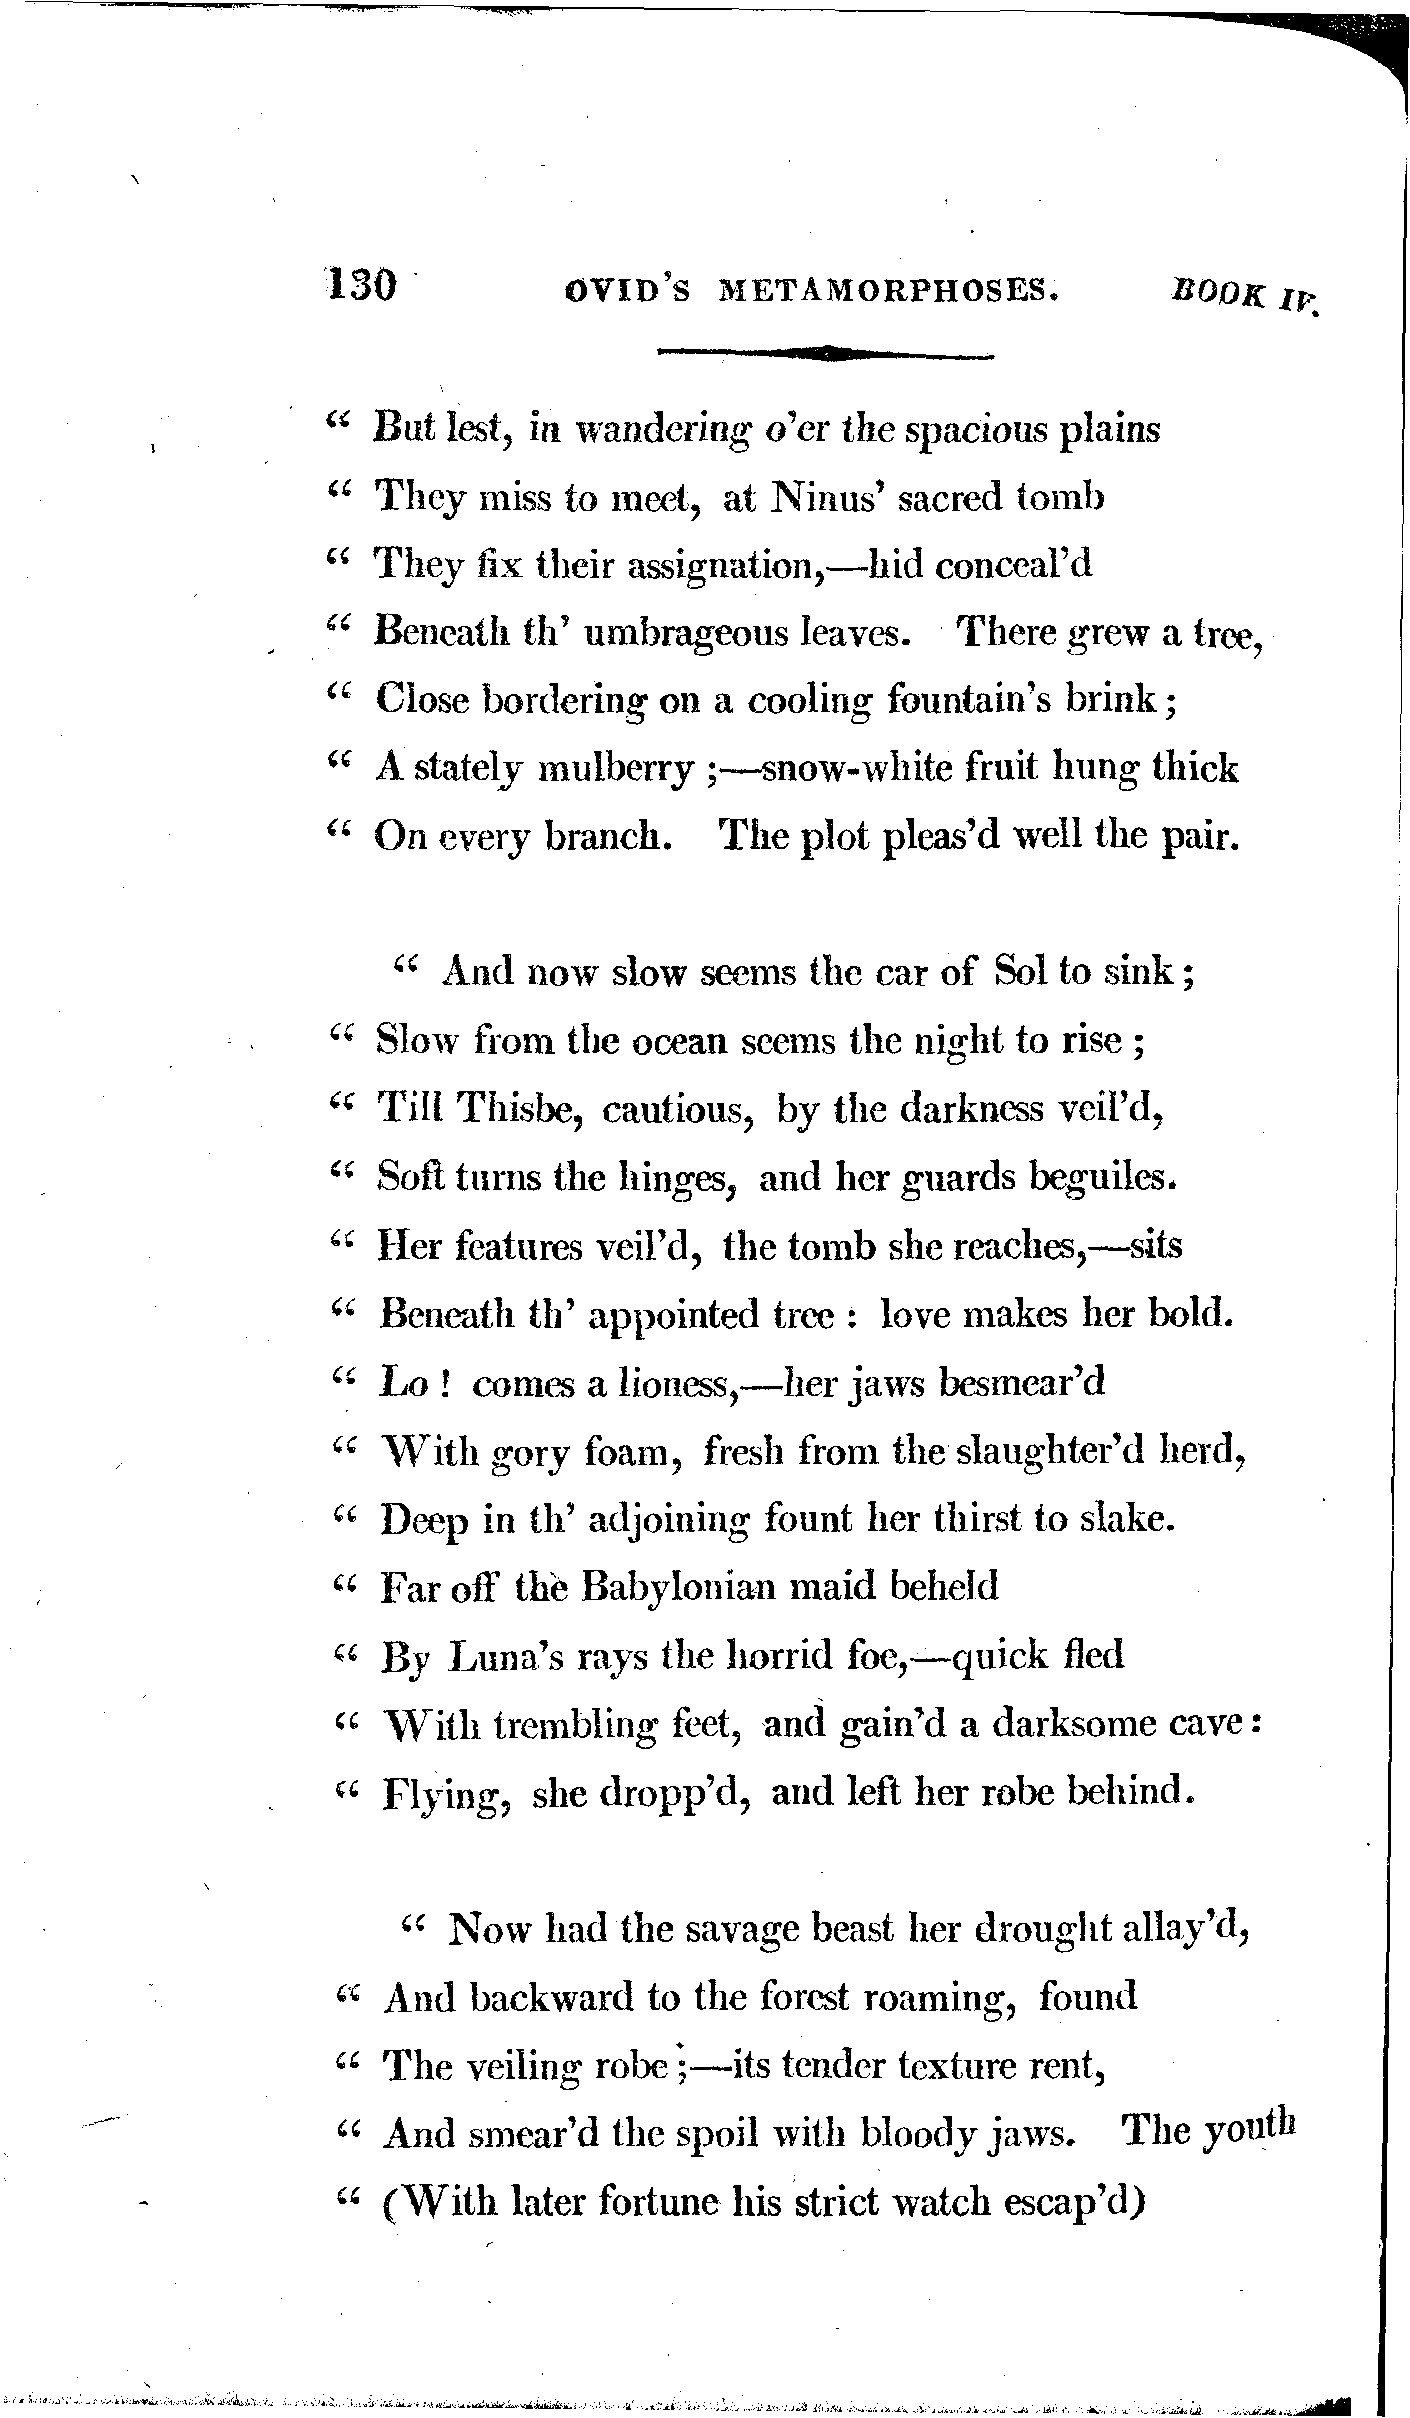 130 OVID'S METAMORPHOSES. BOOK IV.
“ But lest, in wandering o'er the spacious plains
“ They miss to meet, at Ninus' sacred tomb
“ They fix their assignation,—hid conceal'd
“ Beneath th' umbrageous leaves. There grew a tree,
“ Close bordering on a cooling fountain's brink ;
“ A stately mulberry ;—snow-white fruit hung thick
“ On every branch. The plot pleas'd well the pair.
“ And now slow seems the car of Sol to sink ;
“ Slow from the ocean seems the night to rise ;
“ Till Thisbe, cautious, by the darkness veil'd,
“ Soft turns the hinges, and her guards beguiles.
“ Her features veil'd, the tomb she reaches,—sits
“ Beneath th' appointed tree : love makes her bold.
“ Lo ! comes a lioness,—her jaws besmear'd
“ With gory foam, fresh from the slaughter'd herd,
“ Deep in th' adjoining fount her thirst to slake.
“ Far off the Babylonian maid beheld
“ By Luna's rays the horrid foe,—quick fled
“ With trembling feet, and gain'd a darksome cave :
“ Flying, she dropp'd, and left her robe behind.
“ Now had the savage beast her drought allay'd,
“ And backward to the forest roaming, found
“ The veiling robe ;—its tender texture rent,
“ And smear'd the spoil with bloody jaws. The youth
“ (With later fortune his strict watch escap'd)